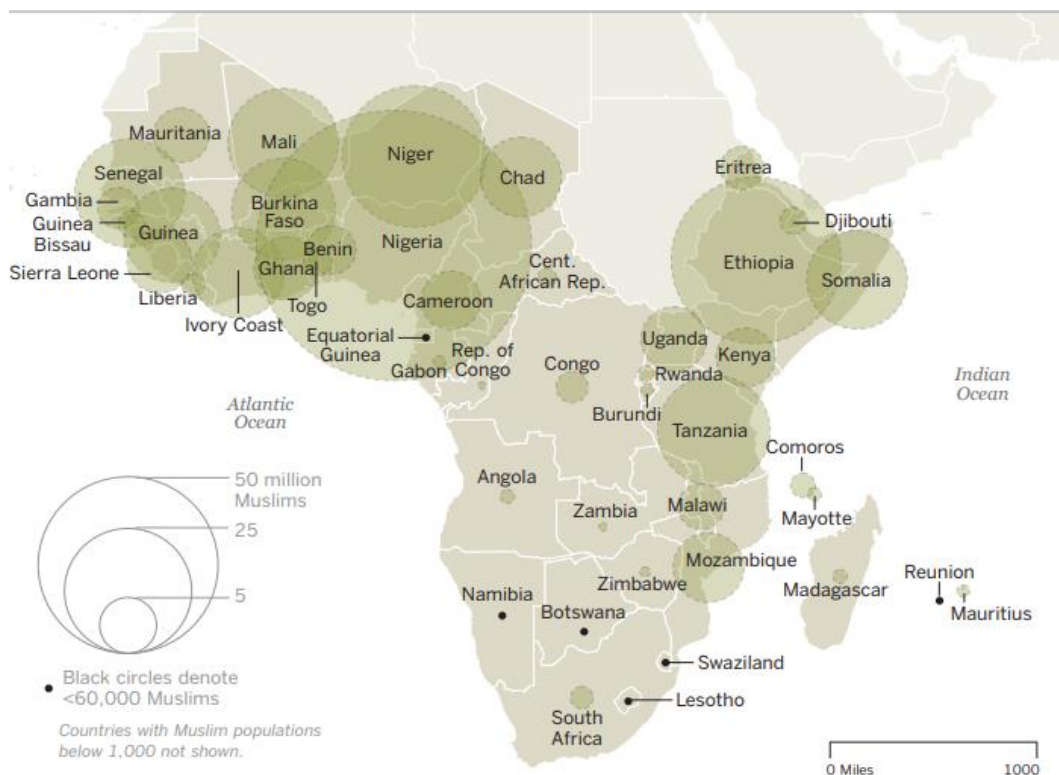 Mauritania
Mali
Niger
Chad
Eritrea
Senegal
Gambia
Guinea
Bissau
Guinea
Burkina
Faso
Nigeria
Benin
Djibouti
Ethiopia
Somalia
Sierra Leone
Liberia
Ivory Coast
Ghana
Togo
Cameroon
Cent.
African Rep.
Equatorial
Guinea
Gabon
Rep. of
Congo
Congo
Uganda
Kenya
Rwanda
Burundi
Tanzania
Atlantic
Ocean
Indian
Ocean
Comoros
Mayotte
Angola
Zambia
Malawi
Mozambique
Zimbabwe
Madagascar
Reunion
Mauritius
Namibia
Botswana
Swaziland
Lesotho
South
Africa
50 million
Muslims
25
5
Black circles denote
<60,000 Muslims
Countries with Muslim populations
below 1,000 not shown.
0 Miles 1000